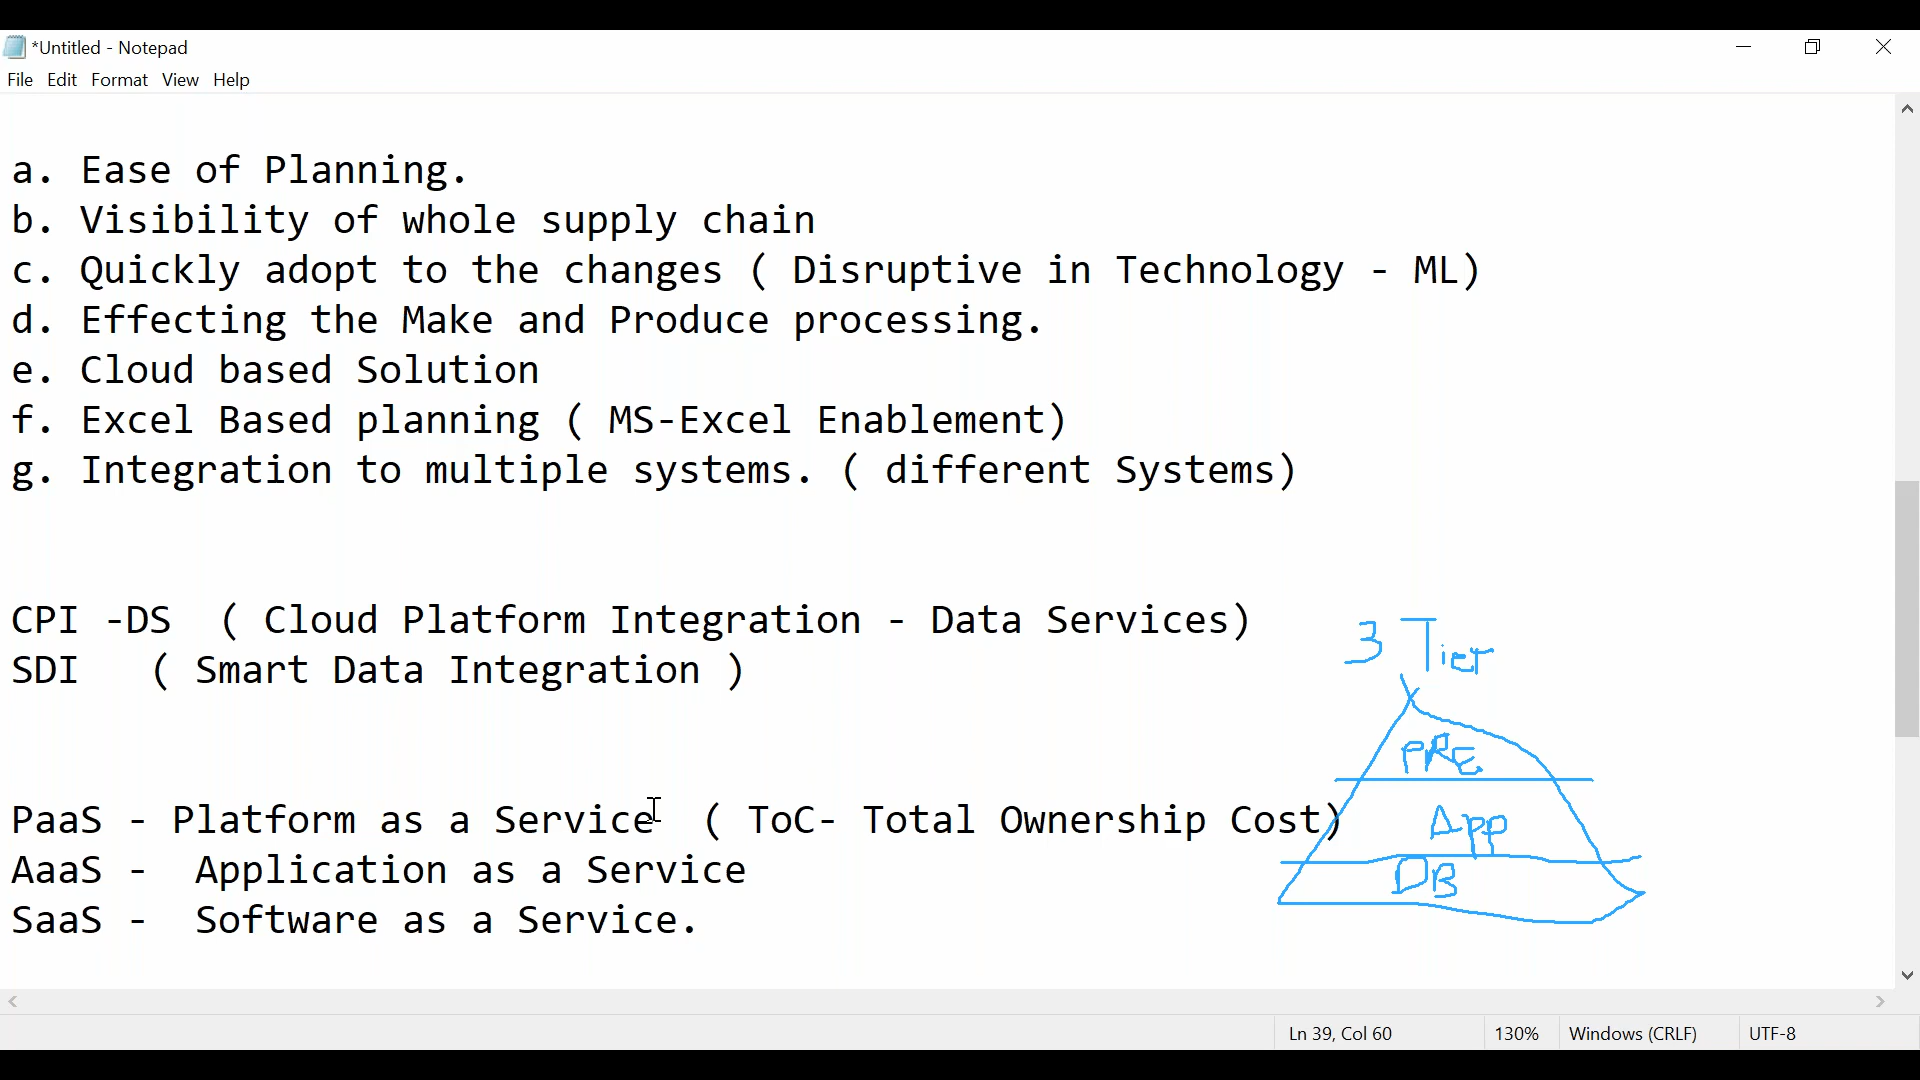 *Untitled - Notepad
File Edit Format View Help
a. Ease of Planning.
b. Visibility of whole supply chain
c. Quickly adopt to the changes ( Disruptive in Technology - ML)
d. Effecting the Make and Produce processing.
e. Cloud based Solution
f. Excel Based planning ( MS-Excel Enablement)
g. Integration to multiple systems. ( different Systems)
CPI -DS  ( Cloud Platform Integration - Data Services)
SDI   ( Smart Data Integration )
3 Tier
PRE
PaaS - Platform as a Service  ( ToC- Total Ownership Cost)
App
AaaS -  Application as a Service
DB
SaaS -  Software as a Service.
Ln 39, Col 60 130% Windows (CRLF) UTF-8